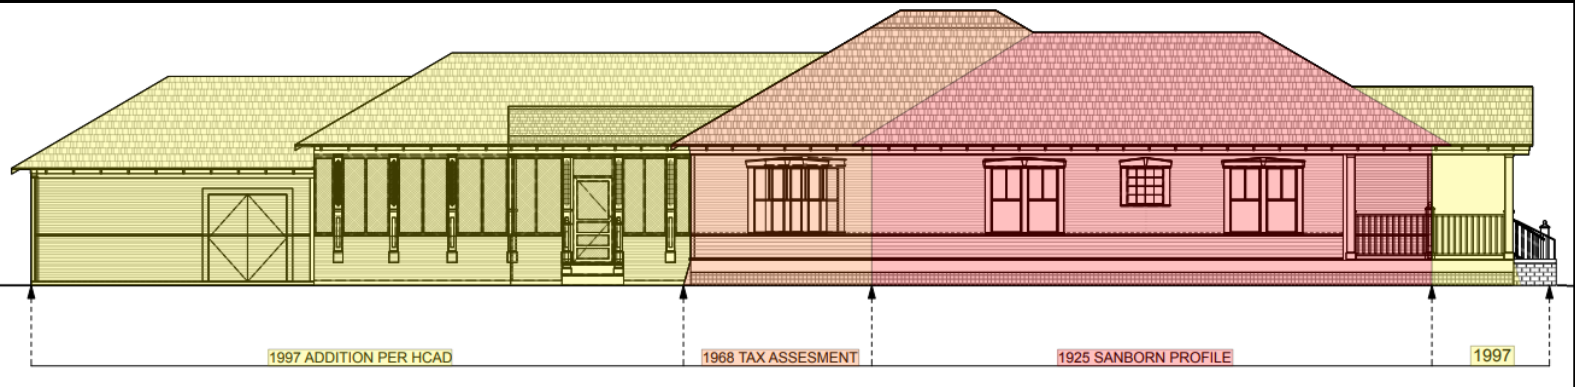 1997 ADDITION PER HCAD
1968 TAX ASSESMENT
1925 SANBORN PROFILE
1997